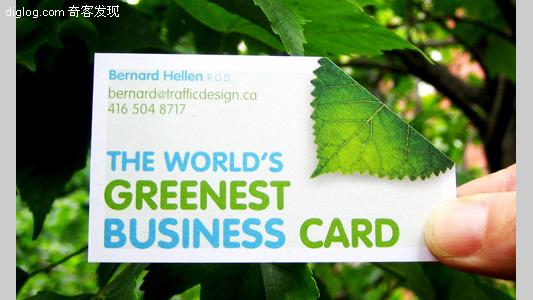 diglog.com 奇客发现
Bernard Hellen R.G.D.
bernard@trafficdesign.ca
416 504 8717
THE WORLD'S
GREENEST
BUSINESS CARD